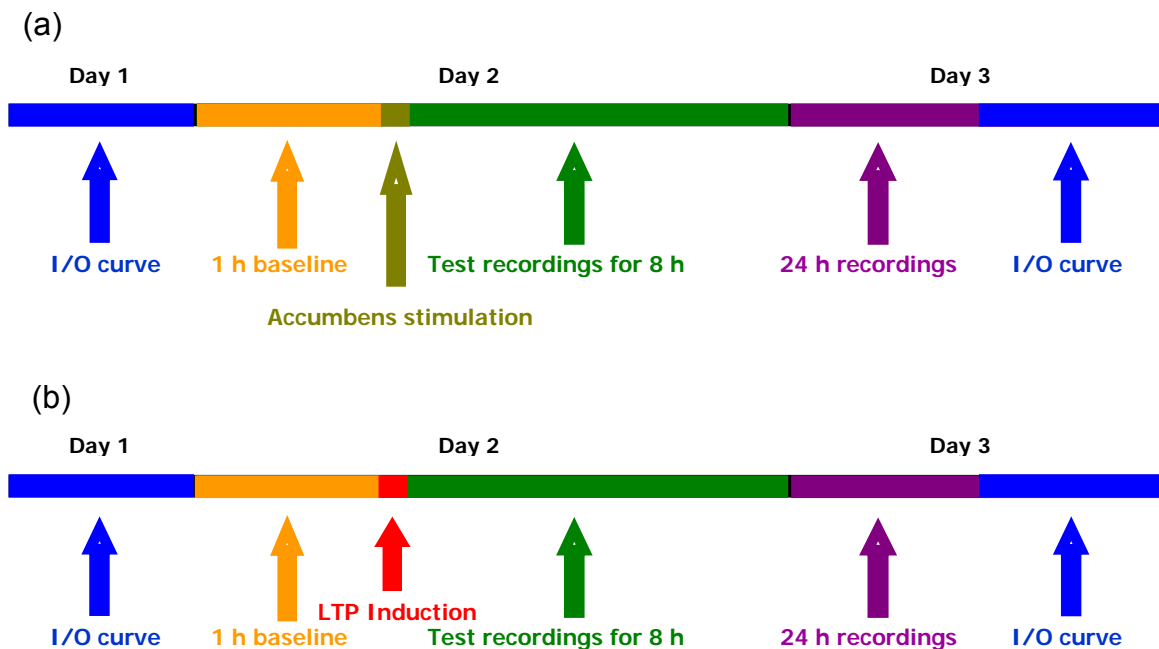 (a)
Day 1 Day 2 Day 3
I/O curve 1 h baseline Test recordings for 8 h 24 h recordings I/O curve
Accumbens stimulation
(b)
Day 1 Day 2 Day 3
LTP Induction
I/O curve 1 h baseline Test recordings for 8 h 24 h recordings I/O curve